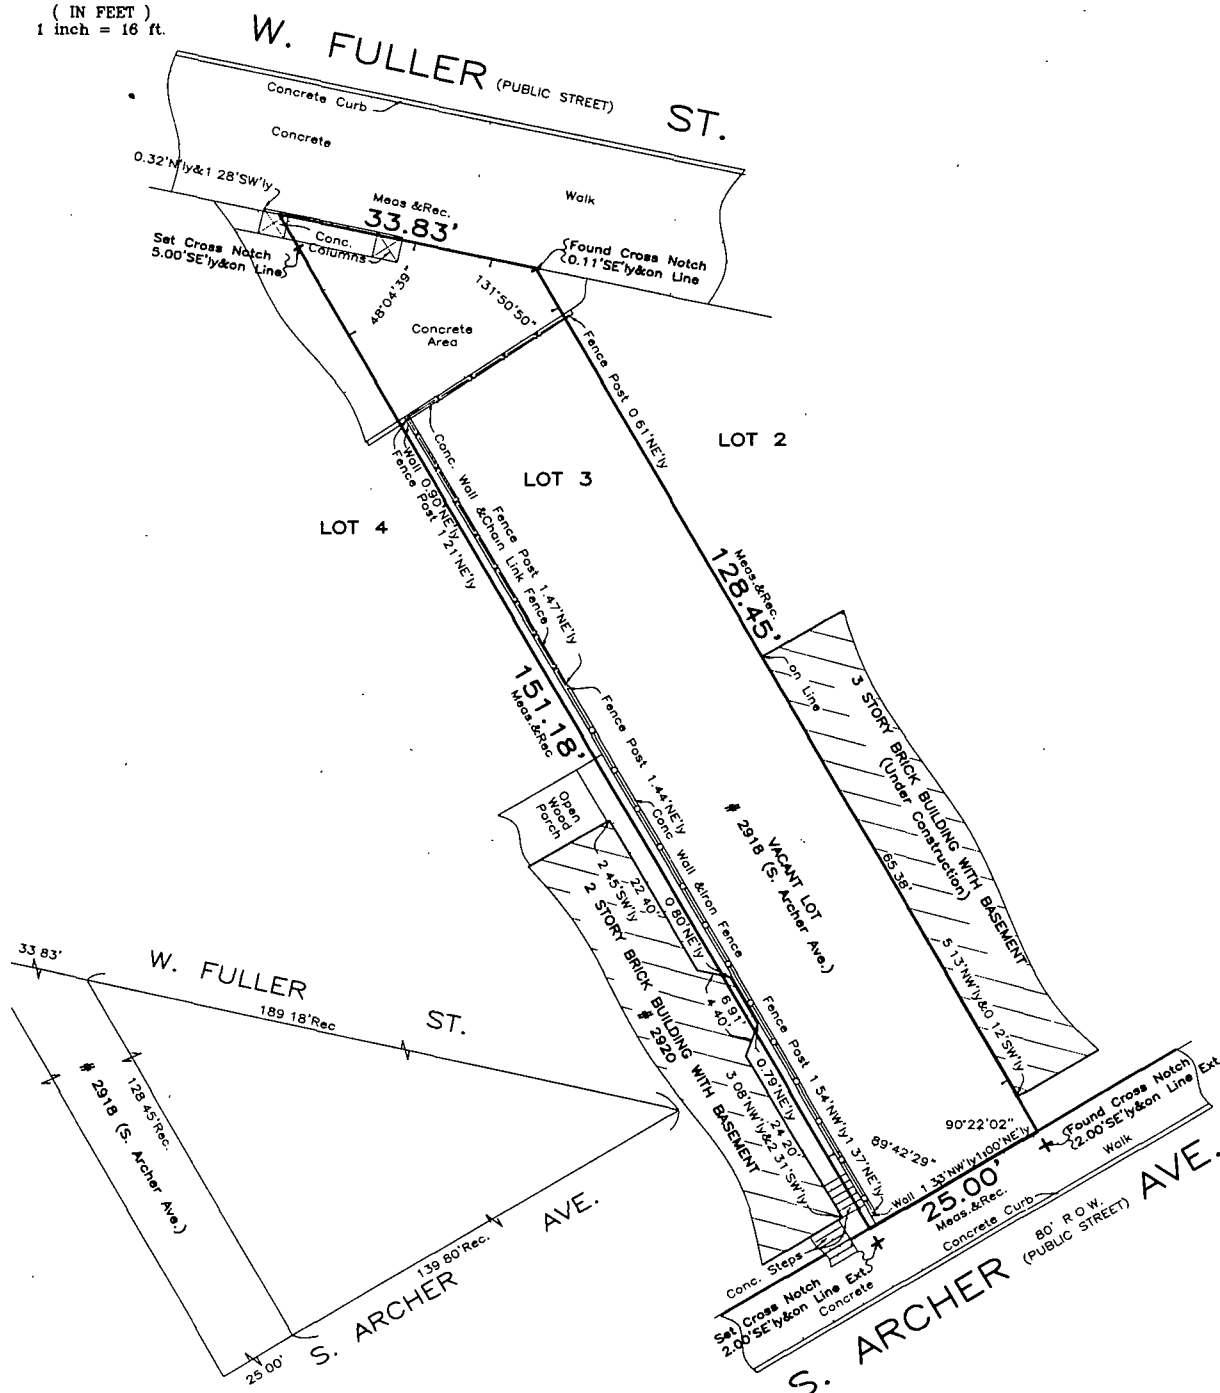 ( IN FEET )
1 inch = 16 ft.
W. FULLER (PUBLIC STREET) ST.
Concrete Curb
Concrete
Walk
0.32'N'ly&1 28'SW'ly
Meas &Rec.
33.83'
Conc.
Columns
Set Cross Notch
5.00'SE'ly&on Line
Found Cross Notch
0.11'SE'ly&on Line
48°04'39"
131°50'50"
Concrete
Area
Fence Post 0 61'NE'ly
LOT 2
LOT 3
LOT 4
Wall 0.90'NE'ly
Fence Post 1 21'NE'ly
Conc. Wall &Chain Link Fence
Fence Post 1.47'NE'ly
Meas.&Rec.
128.45'
151.18'
Meas.&Rec
on Line
3 STORY BRICK BUILDING WITH BASEMENT
(Under Construction)
Fence Post 1.44'NE'ly
Conc Wall &Iron Fence
VACANT LOT
# 2918 (S. Archer Ave.)
65 38'
5 13'NW'ly&0 12'SW'ly
Open
Wood
Porch
2 45'SW'ly
22 40'
0 80'NE'ly
2 STORY BRICK BUILDING WITH BASEMENT
# 2920
6 91'
4 40'
0.79'NE'ly
24 20'
3 08'NW'ly&2 31'SW'ly
Fence Post 1 54'NW'ly1 37'NE'ly
89°42'29"
90°22'02"
Wall 1 33'NW'ly1.00'NE'ly
25.00'
Meas.&Rec.
Found Cross Notch
2.00'SE'ly&on Line Ext
Walk
Concrete Curb
80' R O W.
(PUBLIC STREET)
Conc. Steps
Set Cross Notch
2.00'SE'ly&on Line Ext.
Concrete
S. ARCHER AVE.
33 83'
W. FULLER ST.
189 18'Rec
128 45'Rec.
# 2918 (S. Archer Ave.)
139 80'Rec.
25 00'
S. ARCHER AVE.